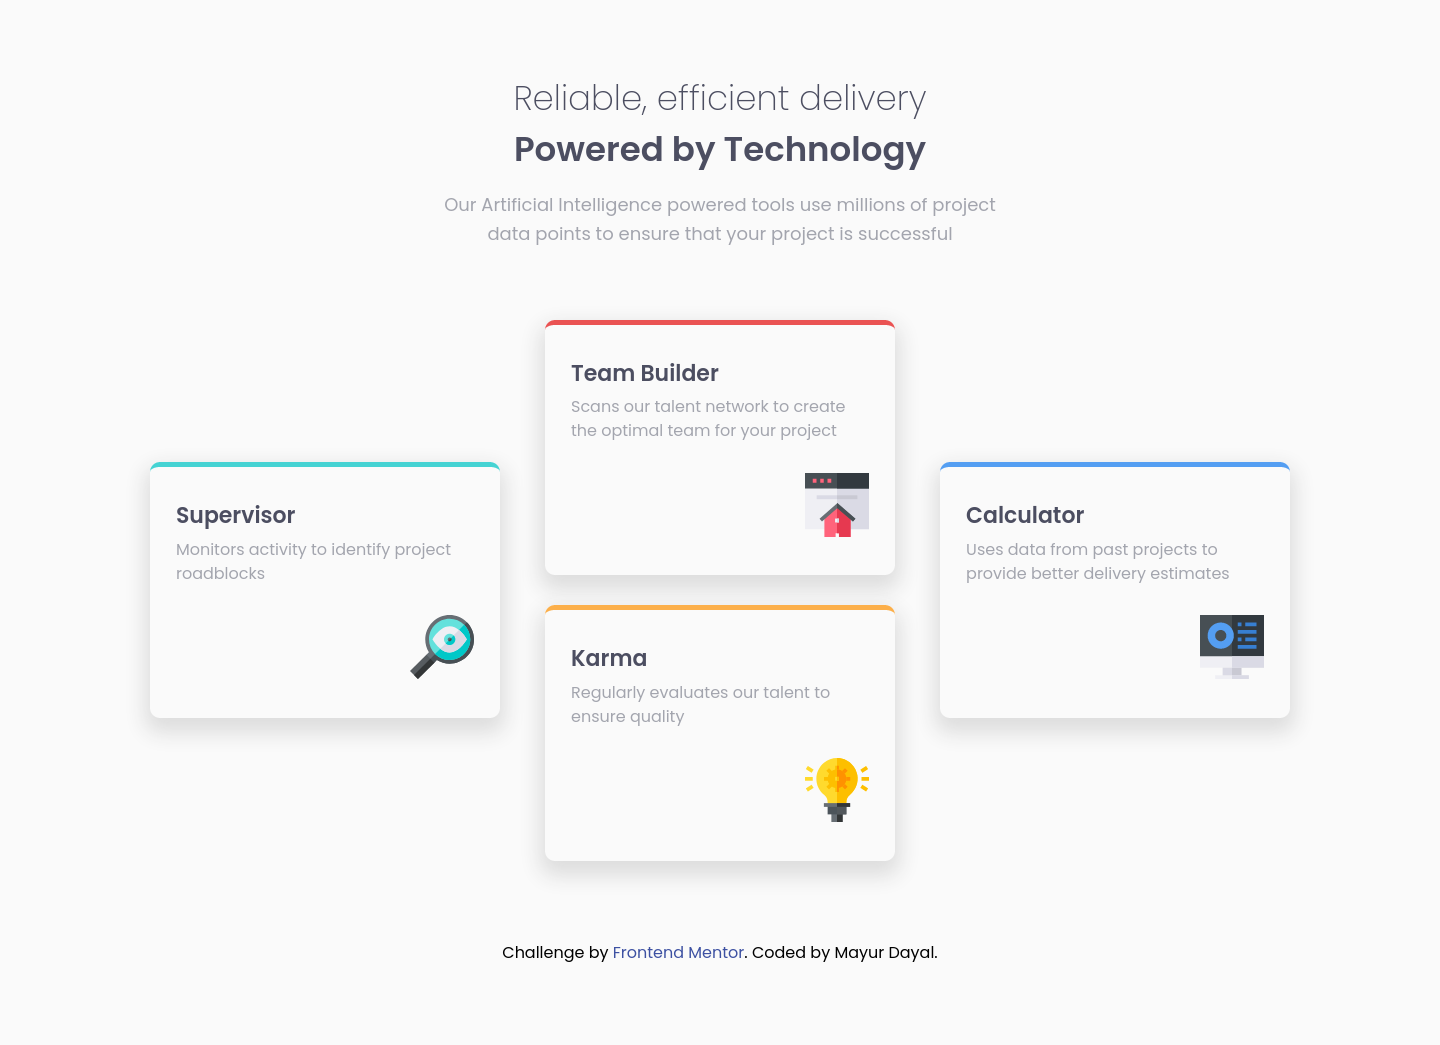 Reliable, efficient delivery
Powered by Technology
Our Artificial Intelligence powered tools use millions of project
data points to ensure that your project is successful
Team Builder
Scans our talent network to create
the optimal team for your project
Supervisor
Monitors activity to identify project
roadblocks
Calculator
Uses data from past projects to
provide better delivery estimates
Karma
Regularly evaluates our talent to
ensure quality
Challenge by Frontend Mentor. Coded by Mayur Dayal.